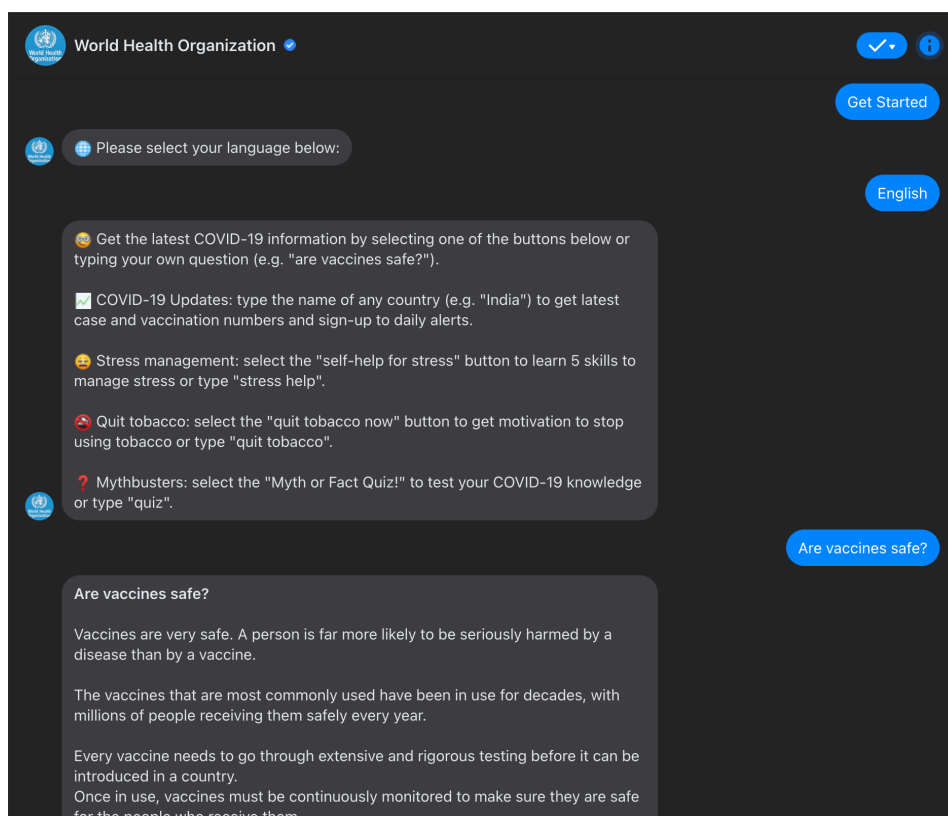 World Health Organization
Get Started
🌐 Please select your language below:
English
Get the latest COVID-19 information by selecting one of the buttons below or
typing your own question (e.g. "are vaccines safe?").
COVID-19 Updates: type the name of any country (e.g. "India") to get latest
case and vaccination numbers and sign-up to daily alerts.
Stress management: select the "self-help for stress" button to learn 5 skills to
manage stress or type "stress help".
Quit tobacco: select the "quit tobacco now" button to get motivation to stop
using tobacco or type "quit tobacco".
❓ Mythbusters: select the "Myth or Fact Quiz!" to test your COVID-19 knowledge
or type "quiz".
Are vaccines safe?
Are vaccines safe?
Vaccines are very safe. A person is far more likely to be seriously harmed by a
disease than by a vaccine.
The vaccines that are most commonly used have been in use for decades, with
millions of people receiving them safely every year.
Every vaccine needs to go through extensive and rigorous testing before it can be
introduced in a country.
Once in use, vaccines must be continuously monitored to make sure they are safe
for the people who receive them